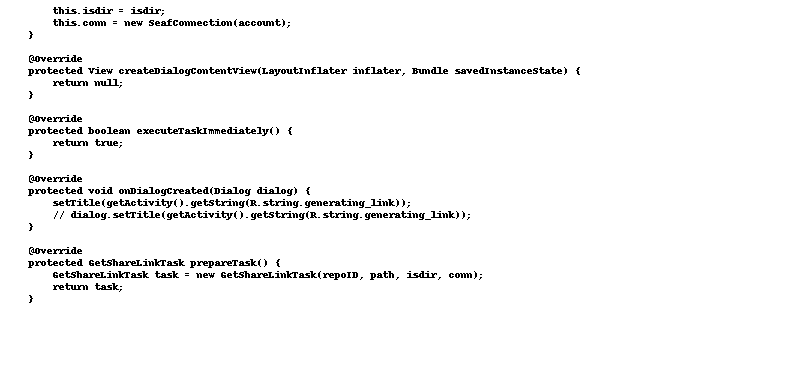 this.isdir = isdir;
this.conn = new SeafConnection(account);
}
@Override
protected View createDialogContentView(LayoutInflater inflater, Bundle savedInstanceState) {
return null;
}
@Override
protected boolean executeTaskImmediately() {
return true;
}
@Override
protected void onDialogCreated(Dialog dialog) {
setTitle(getActivity().getString(R.string.generating_link));
// dialog.setTitle(getActivity().getString(R.string.generating_link));
}
@Override
protected GetShareLinkTask prepareTask() {
GetShareLinkTask task = new GetShareLinkTask(repoID, path, isdir, conn);
return task;
}